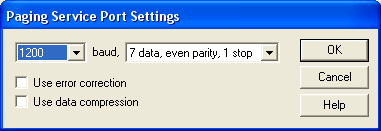 Paging Service Port Settings
1200 baud, 7 data, even parity, 1 stop
OK
Use error correction
Cancel
Use data compression
Help